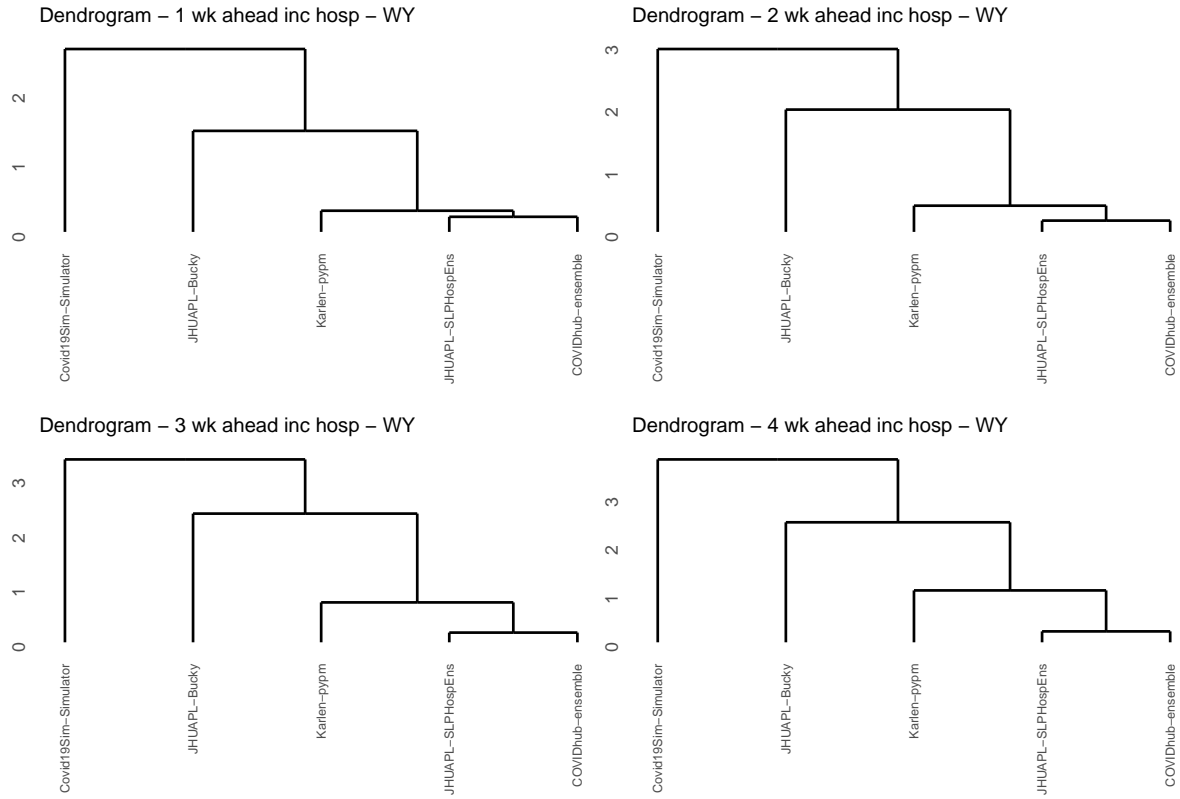 Dendrogram − 1 wk ahead inc hosp − WY
2
1
0
Covid19Sim−Simulator
JHUAPL−Bucky
Karlen−pypm
JHUAPL−SLPHospEns
COVIDhub−ensemble
Dendrogram − 2 wk ahead inc hosp − WY
3
2
1
0
Covid19Sim−Simulator
JHUAPL−Bucky
Karlen−pypm
JHUAPL−SLPHospEns
COVIDhub−ensemble
Dendrogram − 3 wk ahead inc hosp − WY
3
2
1
0
Covid19Sim−Simulator
JHUAPL−Bucky
Karlen−pypm
JHUAPL−SLPHospEns
COVIDhub−ensemble
Dendrogram − 4 wk ahead inc hosp − WY
3
2
1
0
Covid19Sim−Simulator
JHUAPL−Bucky
Karlen−pypm
JHUAPL−SLPHospEns
COVIDhub−ensemble